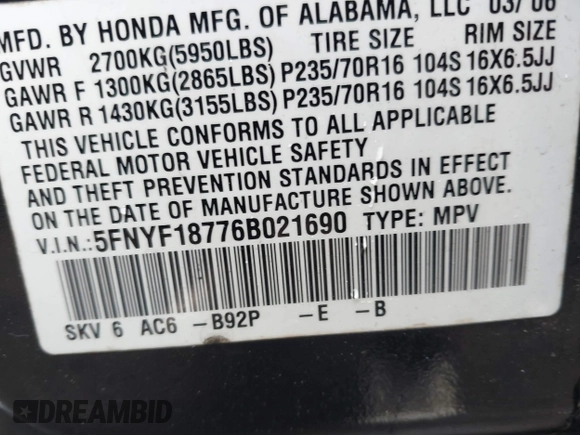 MFD. BY HONDA MFG. OF ALABAMA, LLC 03/06
GVWR 2700KG(5950LBS) TIRE SIZE RIM SIZE
GAWR F 1300KG(2865LBS) P235/70R16 104S 16X6.5JJ
GAWR R 1430KG(3155LBS) P235/70R16 104S 16X6.5JJ
THIS VEHICLE CONFORMS TO ALL APPLICABLE
FEDERAL MOTOR VEHICLE SAFETY
AND THEFT PREVENTION STANDARDS IN EFFECT
ON THE DATE OF MANUFACTURE SHOWN ABOVE.
V.I.N.:5FNYF18776B021690 TYPE: MPV
SKV 6 AC6 -B92P -E -B
DREAMBID